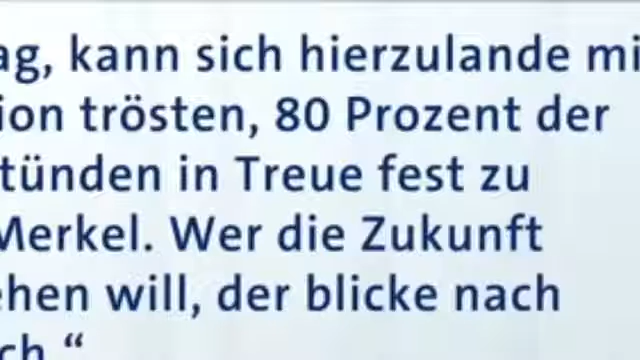 ag, kann sich hierzulande mi
ion trösten, 80 Prozent der
tünden in Treue fest zu
Merkel. Wer die Zukunft
ehen will, der blicke nach
ch.“